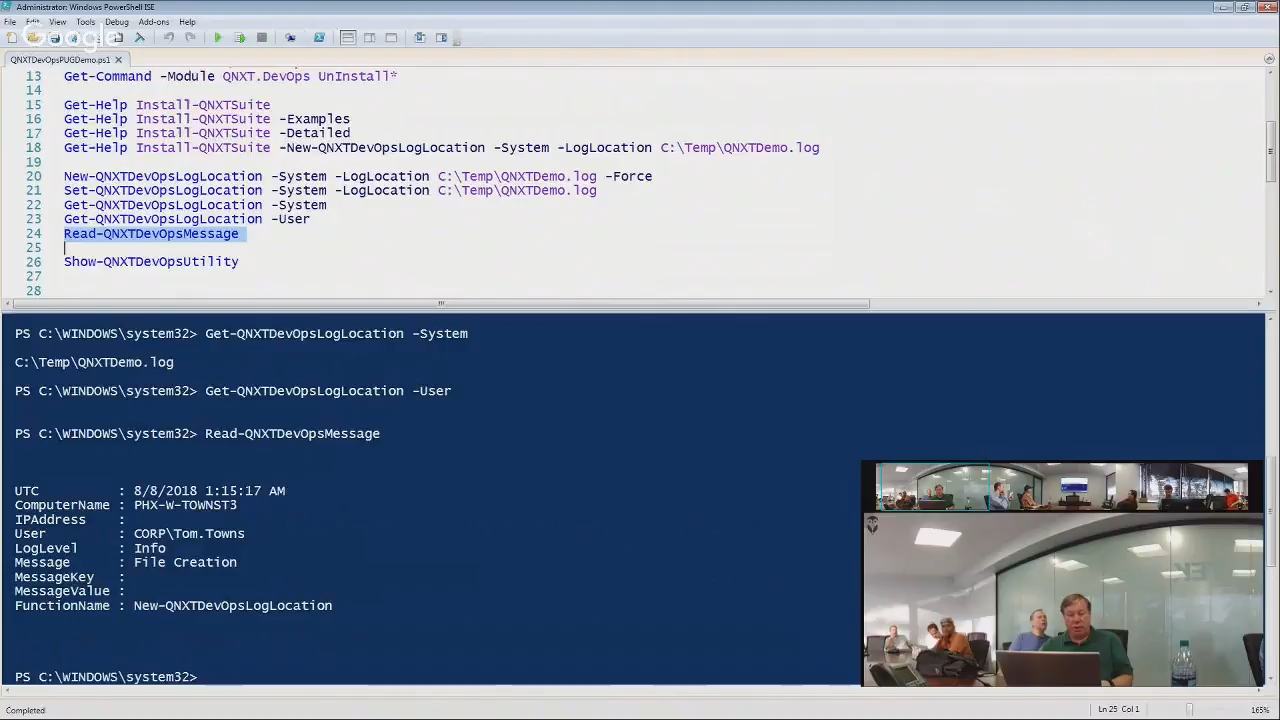 Administrator: Windows PowerShell ISE
File Edit View Tools Debug Add-ons Help
Google
QNXTDevOpsPUGDemo.ps1
13 Get-Command -Module QNXT.DevOps UnInstall*
14
15 Get-Help Install-QNXTSuite
16 Get-Help Install-QNXTSuite -Examples
17 Get-Help Install-QNXTSuite -Detailed
18 Get-Help Install-QNXTSuite -New-QNXTDevOpsLogLocation -System -LogLocation C:\Temp\QNXTDemo.log
19
20 New-QNXTDevOpsLogLocation -System -LogLocation C:\Temp\QNXTDemo.log -Force
21 Set-QNXTDevOpsLogLocation -System -LogLocation C:\Temp\QNXTDemo.log
22 Get-QNXTDevOpsLogLocation -System
23 Get-QNXTDevOpsLogLocation -User
24 Read-QNXTDevOpsMessage
25
26 Show-QNXTDevOpsUtility
27
28
PS C:\WINDOWS\system32> Get-QNXTDevOpsLogLocation -System
C:\Temp\QNXTDemo.log
PS C:\WINDOWS\system32> Get-QNXTDevOpsLogLocation -User
PS C:\WINDOWS\system32> Read-QNXTDevOpsMessage
UTC : 8/8/2018 1:15:17 AM
ComputerName : PHX-W-TOWNST3
IPAddress :
User : CORP\Tom.Towns
LogLevel : Info
Message : File Creation
MessageKey :
MessageValue :
FunctionName : New-QNXTDevOpsLogLocation
PS C:\WINDOWS\system32>
Completed
Ln 25 Col 1
165%